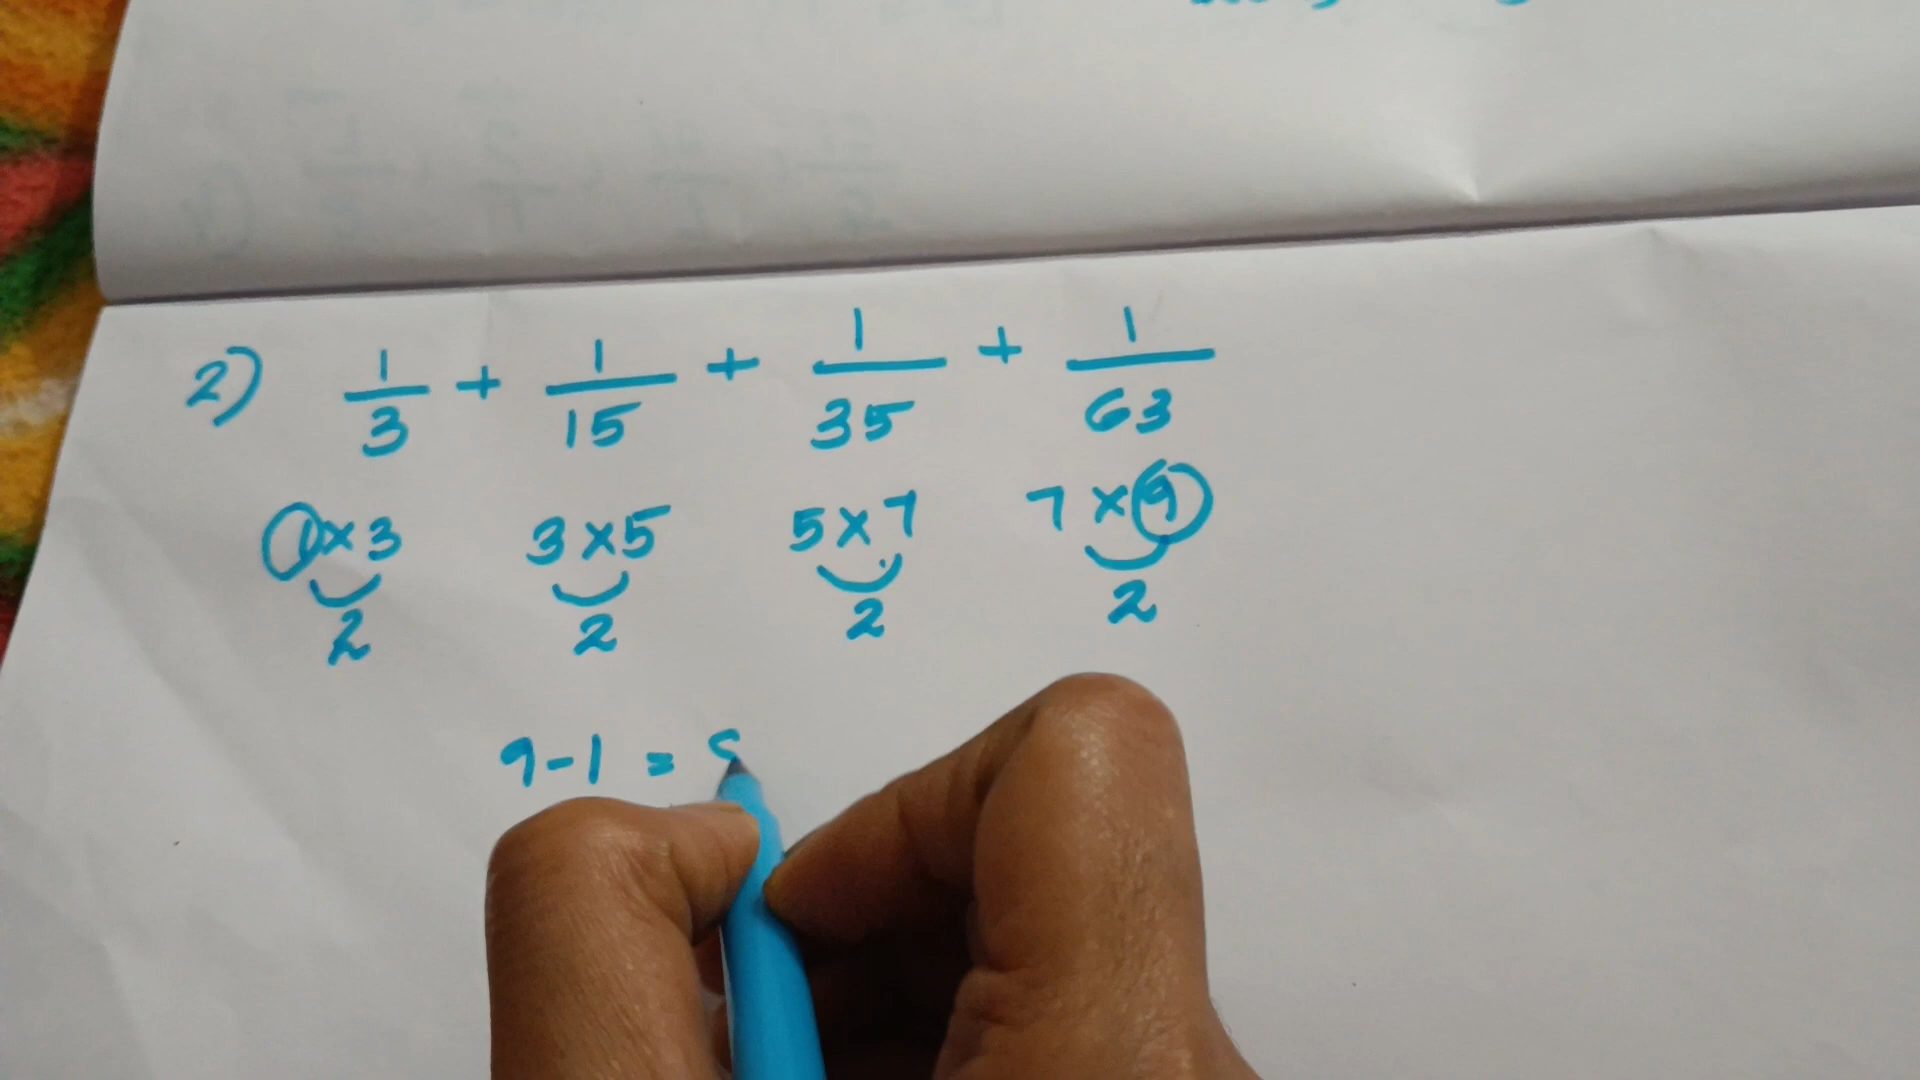 2) 1/3 + 1/15 + 1/35 + 1/63
1×3 3×5 5×7 7×9
2 2 2 2
9-1 =